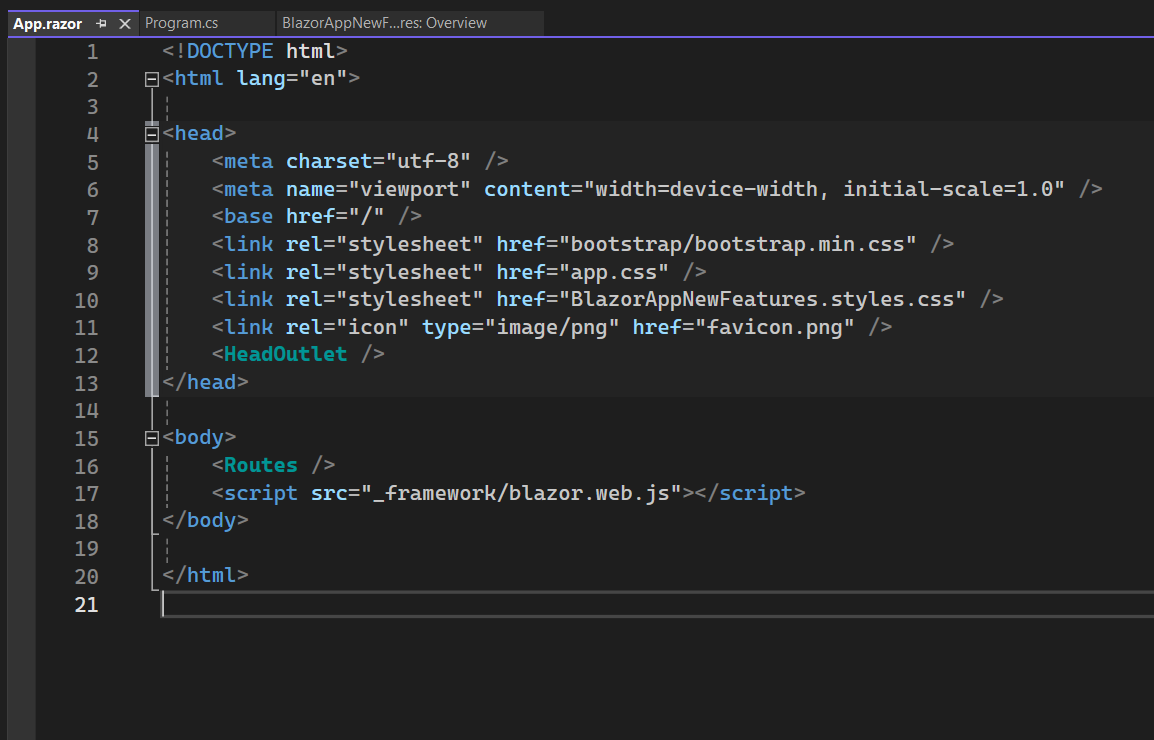 App.razor Program.cs BlazorAppNewF...res: Overview
1 <!DOCTYPE html>
2 <html lang="en">
3
4 <head>
5 <meta charset="utf-8" />
6 <meta name="viewport" content="width=device-width, initial-scale=1.0" />
7 <base href="/" />
8 <link rel="stylesheet" href="bootstrap/bootstrap.min.css" />
9 <link rel="stylesheet" href="app.css" />
10 <link rel="stylesheet" href="BlazorAppNewFeatures.styles.css" />
11 <link rel="icon" type="image/png" href="favicon.png" />
12 <HeadOutlet />
13 </head>
14
15 <body>
16 <Routes />
17 <script src="_framework/blazor.web.js"></script>
18 </body>
19
20 </html>
21